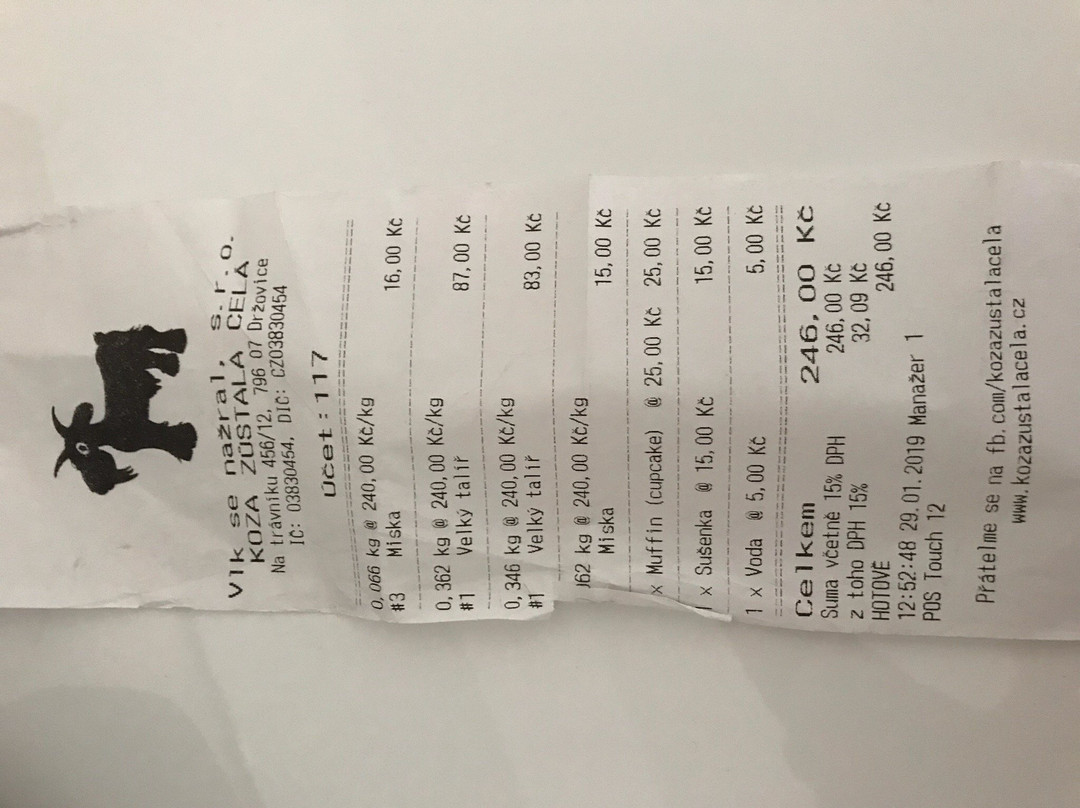 Vlk se nažral, s.r.o.
KOZA ZŮSTALA CELÁ
Na trávníku 456/12, 796 07 Držovice
IČ: 03830454, DIČ: CZ03830454
Účet: 117
0,066 kg @ 240,00 Kč/kg
#3 Miska 16,00 Kč
0,362 kg @ 240,00 Kč/kg
#1 Velký talíř 87,00 Kč
0,346 kg @ 240,00 Kč/kg
#1 Velký talíř 83,00 Kč
62 kg @ 240,00 Kč/kg
Miska 15,00 Kč
x Muffin (cupcake) @ 25,00 Kč 25,00 Kč
1 x Sušenka @ 15,00 Kč 15,00 Kč
1 x Voda @ 5,00 Kč 5,00 Kč
Celkem 246,00 Kč
Suma včetně 15% DPH 246,00 Kč
z toho DPH 15% 32,09 Kč
HOTOVĚ 246,00 Kč
12:52:48 29.01.2019 Manažer 1
POS Touch 12
Přátelme se na fb.com/kozazustalacela
www.kozazustalacela.cz